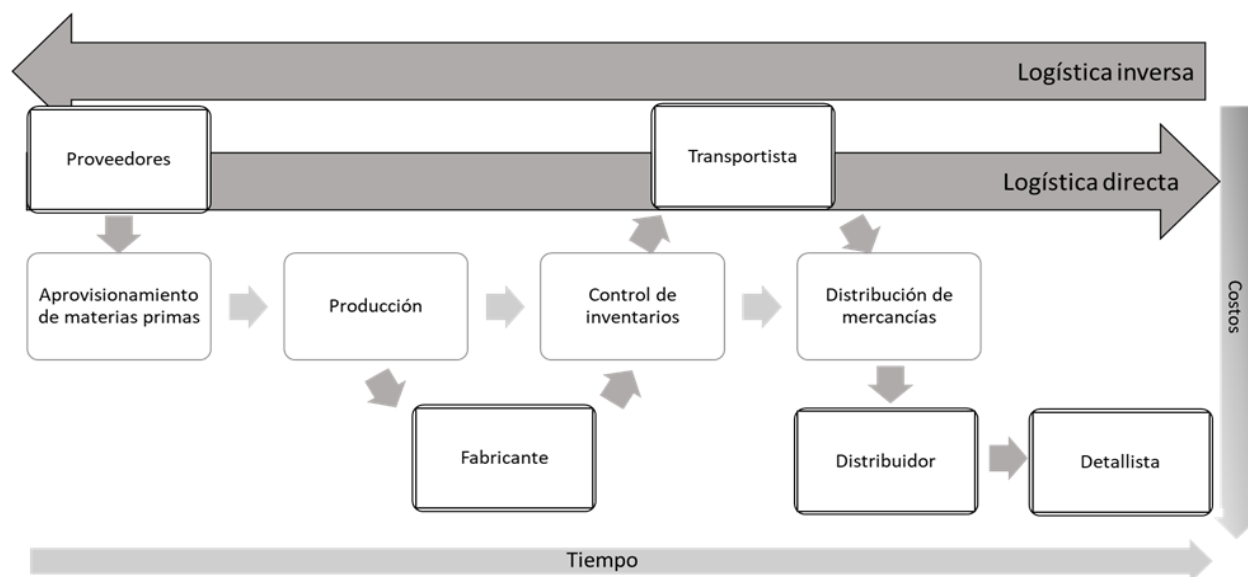 Logística inversa
Proveedores
Transportista
Logística directa
Aprovisionamiento
de materias primas
Producción
Control de
inventarios
Distribución de
mercancías
Costos
Fabricante
Distribuidor
Detallista
Tiempo